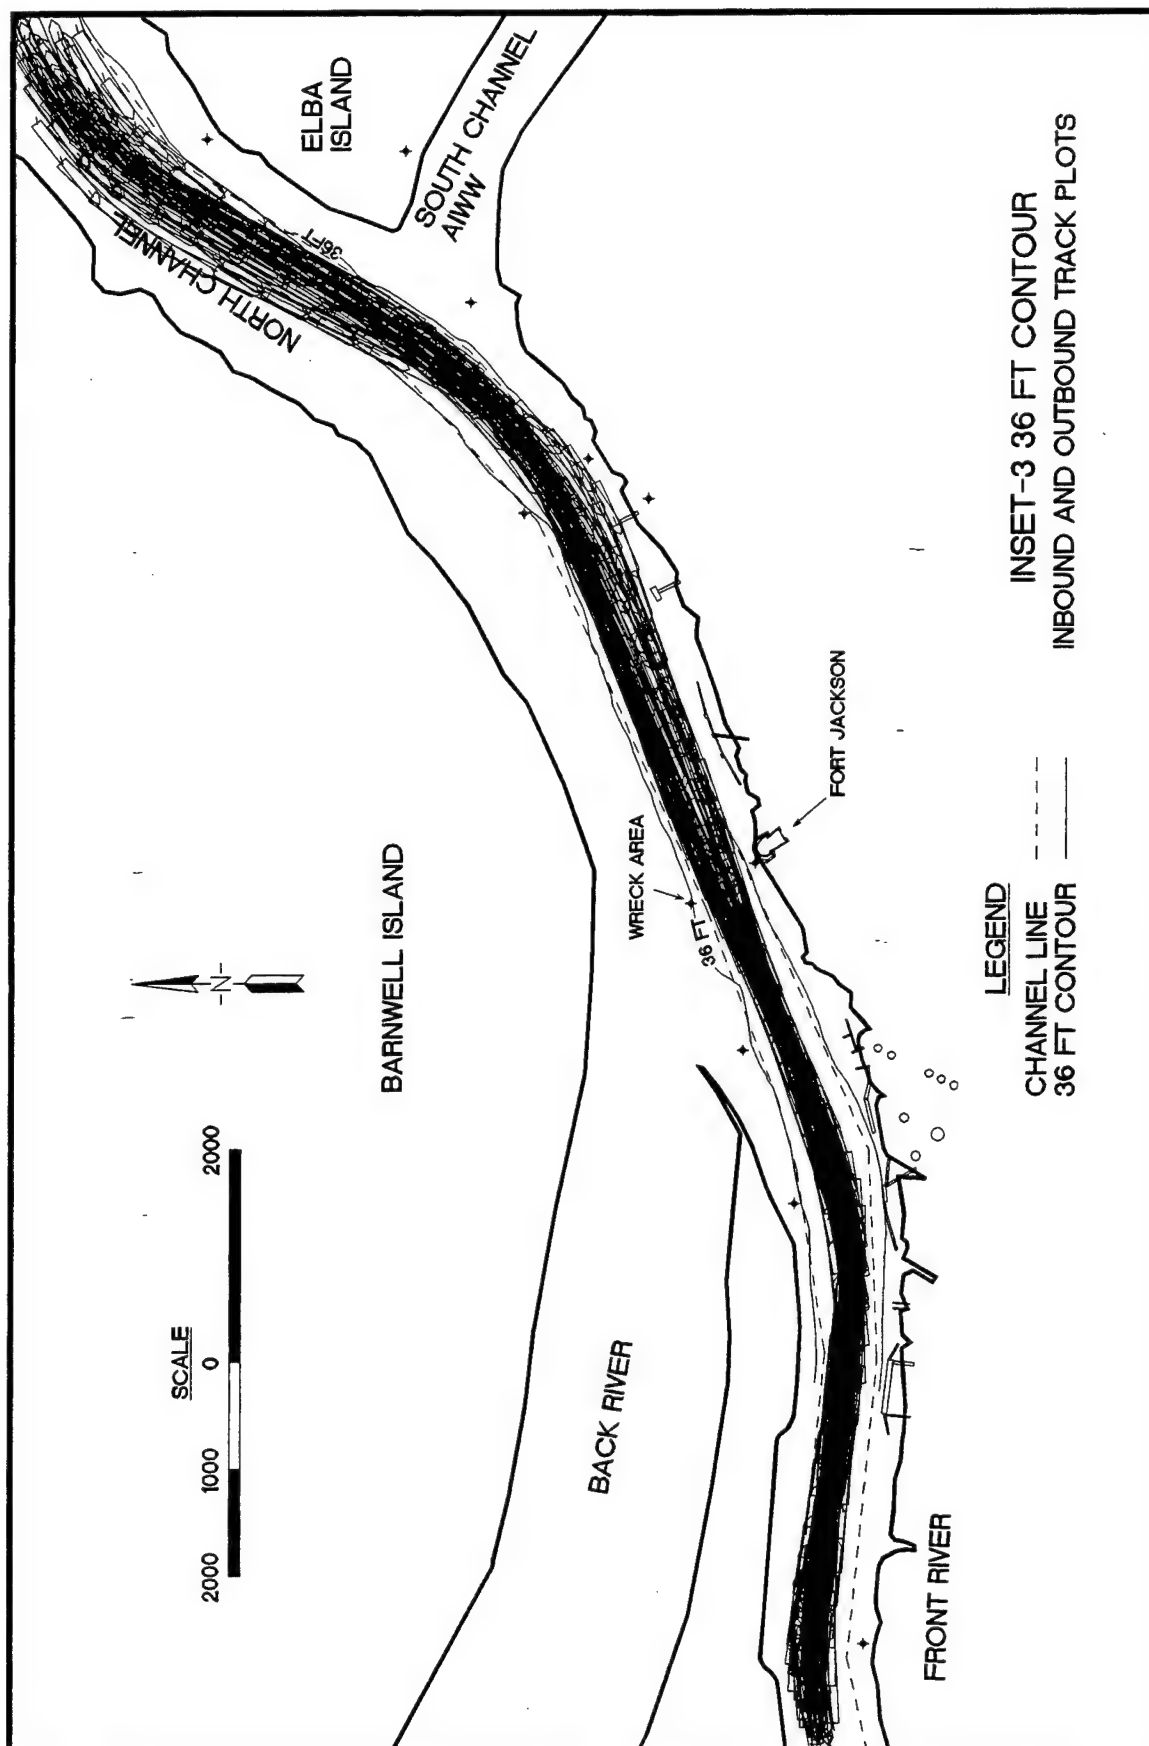 ELBA
ISLAND
SOUTH CHANNEL
AIWW
NORTH CHANNEL
36FT
BARNWELL ISLAND
N
WRECK AREA
36 FT
FORT JACKSON
SCALE
2000 1000 0 2000
BACK RIVER
FRONT RIVER
LEGEND
CHANNEL LINE
36 FT CONTOUR
INSET-3 36 FT CONTOUR
INBOUND AND OUTBOUND TRACK PLOTS